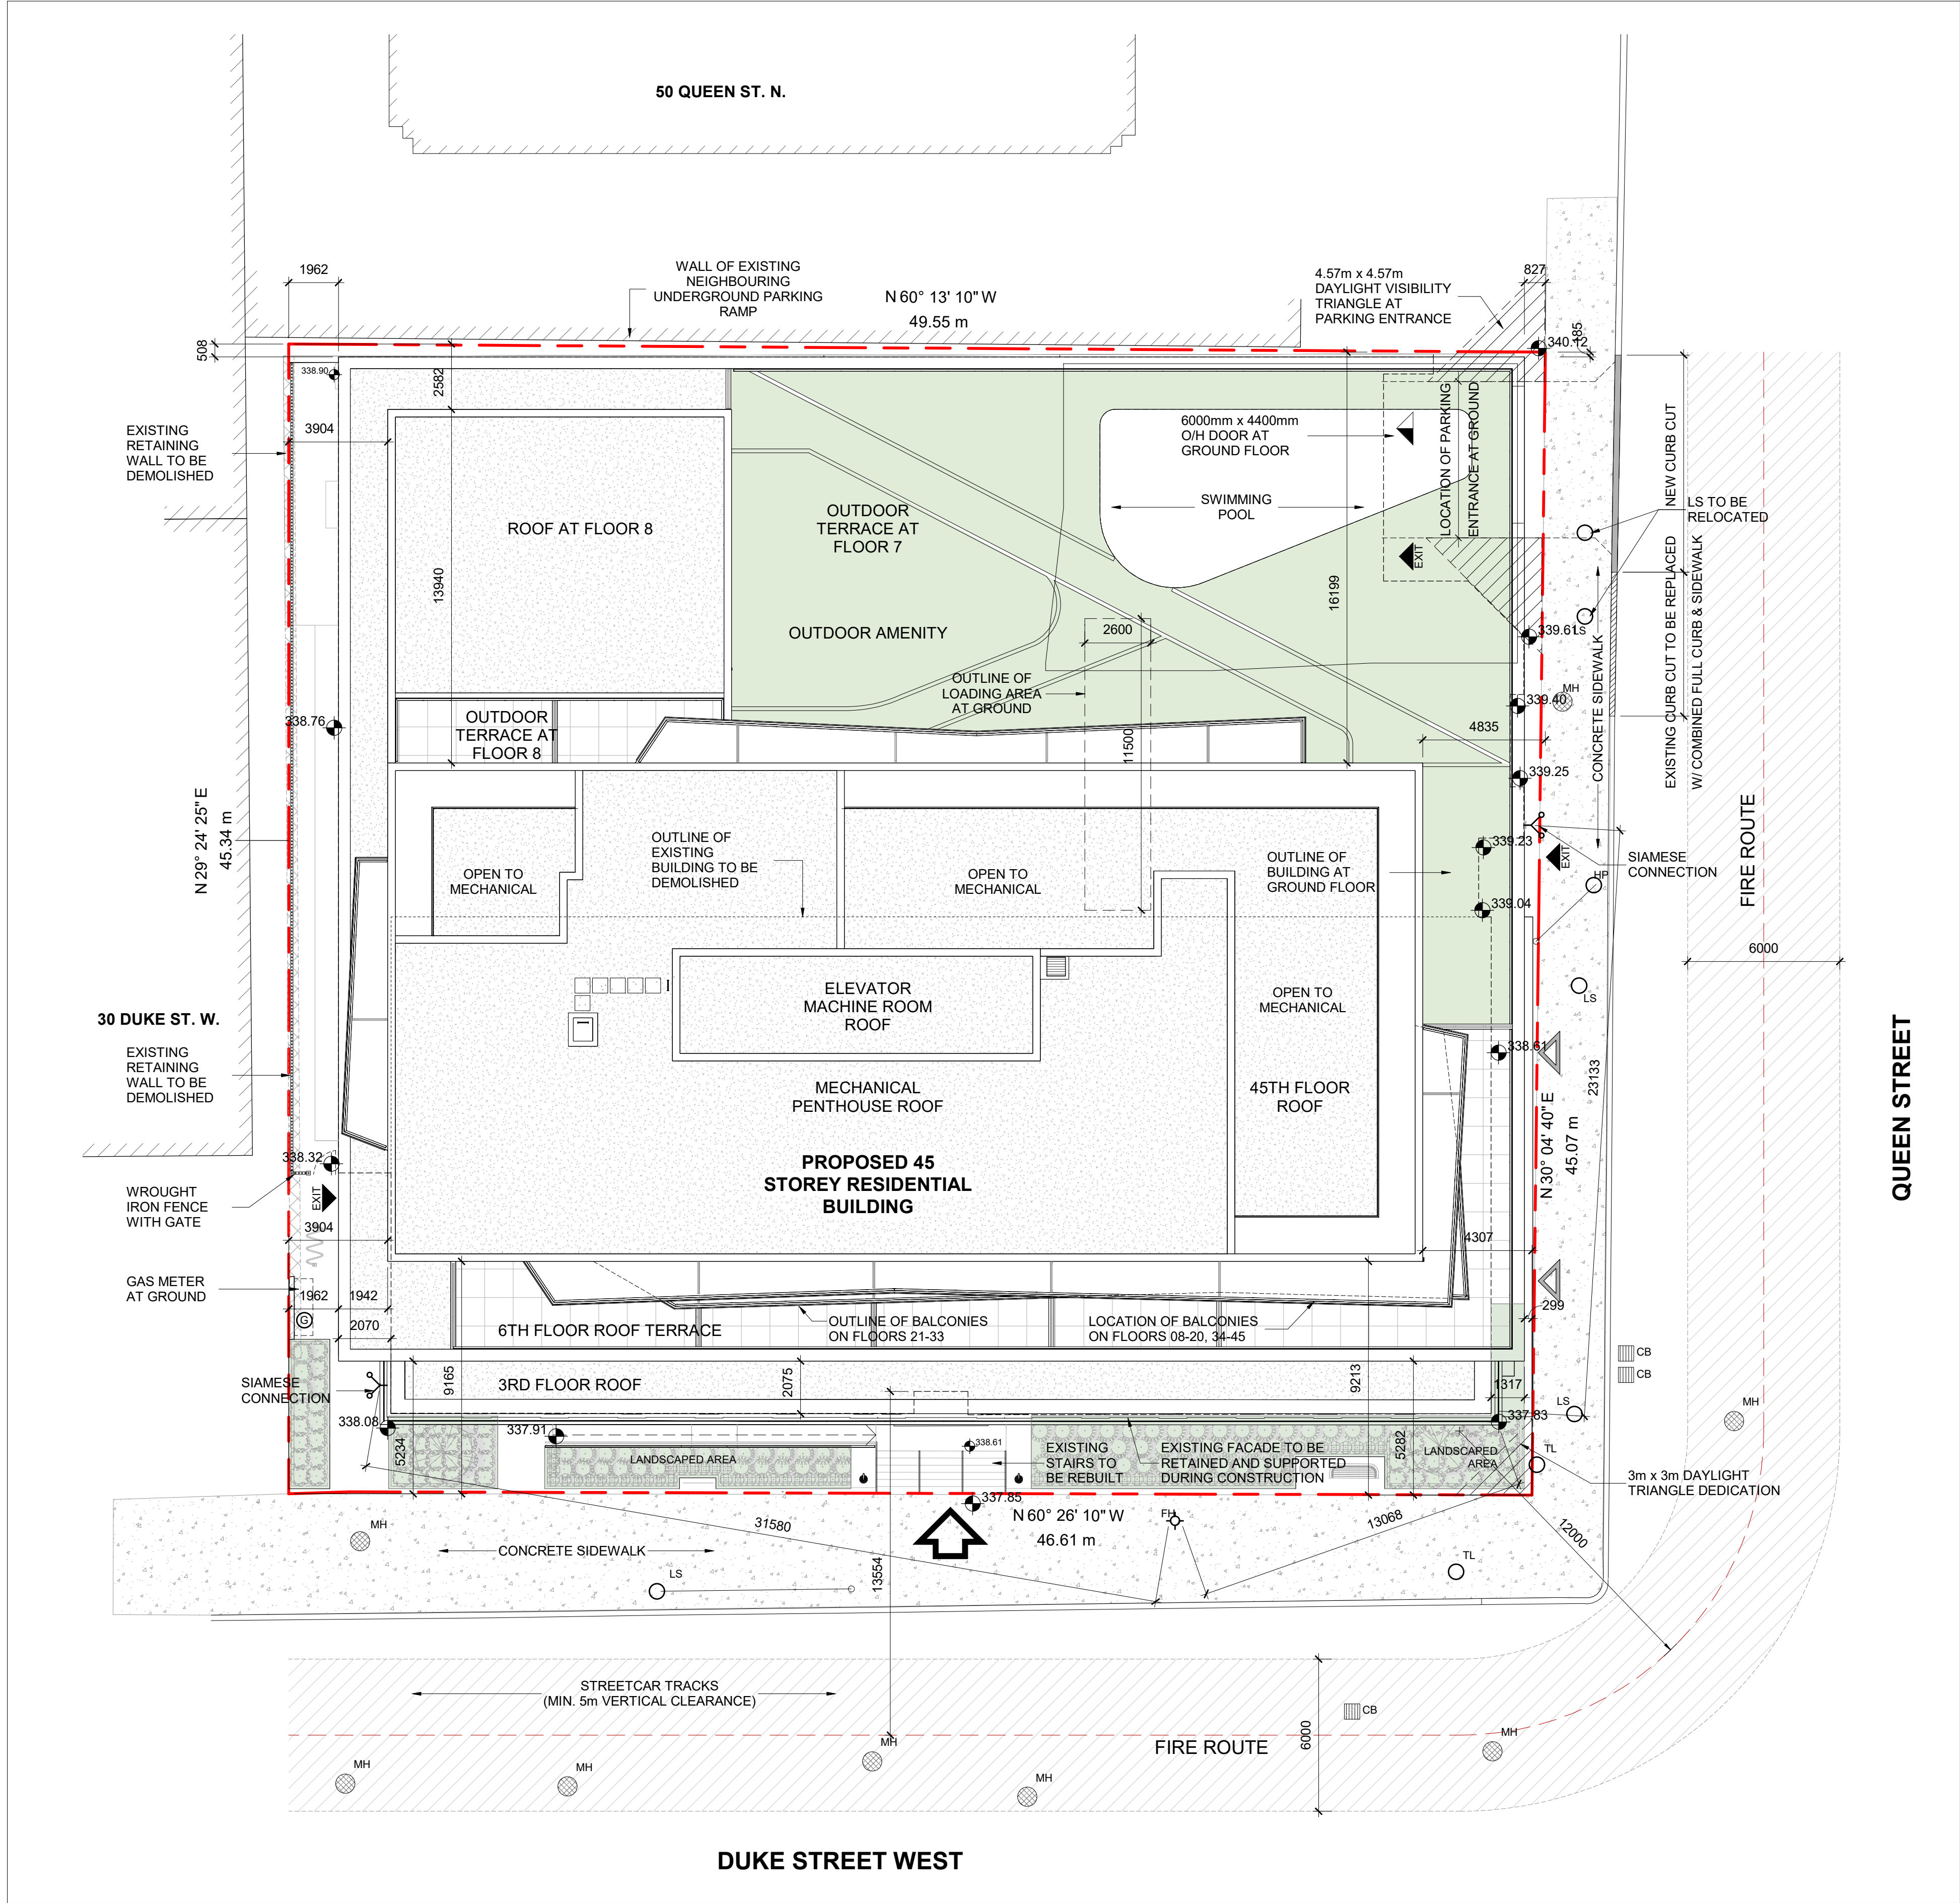 50 QUEEN ST. N.
1962
WALL OF EXISTING
NEIGHBOURING
UNDERGROUND PARKING
RAMP
N 60° 13' 10" W
49.55 m
4.57m x 4.57m
DAYLIGHT VISIBILITY
TRIANGLE AT
PARKING ENTRANCE
827
185
340.12
508
338.90
2582
3904
EXISTING
RETAINING
WALL TO BE
DEMOLISHED
6000mm x 4400mm
O/H DOOR AT
GROUND FLOOR
LOCATION OF PARKING
ENTRANCE AT GROUND
NEW CURB CUT
LS TO BE
RELOCATED
SWIMMING
POOL
ROOF AT FLOOR 8
OUTDOOR
TERRACE AT
FLOOR 7
EXIT
13940
16199
OUTDOOR AMENITY
2600
339.61
LS
CONCRETE SIDEWALK
EXISTING CURB CUT TO BE REPLACED
W/ COMBINED FULL CURB & SIDEWALK
OUTLINE OF
LOADING AREA
AT GROUND
MH
339.40
338.76
OUTDOOR
TERRACE AT
FLOOR 8
11500
4835
339.25
N 29° 24' 25" E
45.34 m
OUTLINE OF
EXISTING
BUILDING TO BE
DEMOLISHED
OPEN TO
MECHANICAL
OPEN TO
MECHANICAL
OUTLINE OF
BUILDING AT
GROUND FLOOR
339.23
EXIT
SIAMESE
CONNECTION
HP
FIRE ROUTE
339.04
6000
ELEVATOR
MACHINE ROOM
ROOF
OPEN TO
MECHANICAL
LS
30 DUKE ST. W.
EXISTING
RETAINING
WALL TO BE
DEMOLISHED
338.61
23133
QUEEN STREET
MECHANICAL
PENTHOUSE ROOF
45TH FLOOR
ROOF
N 30° 04' 40" E
45.07 m
338.32
PROPOSED 45
STOREY RESIDENTIAL
BUILDING
WROUGHT
IRON FENCE
WITH GATE
EXIT
3904
4307
GAS METER
AT GROUND
1962
1942
G
2070
299
6TH FLOOR ROOF TERRACE
OUTLINE OF BALCONIES
ON FLOORS 21-33
LOCATION OF BALCONIES
ON FLOORS 08-20, 34-45
CB
CB
SIAMESE
CONNECTION
9165
3RD FLOOR ROOF
2075
9213
1317
LS
MH
338.08
337.91
337.83
5234
LANDSCAPED AREA
338.61
EXISTING
STAIRS TO
BE REBUILT
EXISTING FACADE TO BE
RETAINED AND SUPPORTED
DURING CONSTRUCTION
5282
LANDSCAPED
AREA
TL
3m x 3m DAYLIGHT
TRIANGLE DEDICATION
337.85
N 60° 26' 10" W
46.61 m
FH
13068
12000
31580
MH
CONCRETE SIDEWALK
13554
LS
TL
STREETCAR TRACKS
(MIN. 5m VERTICAL CLEARANCE)
CB
6000
MH
MH
FIRE ROUTE
MH
MH
MH
DUKE STREET WEST